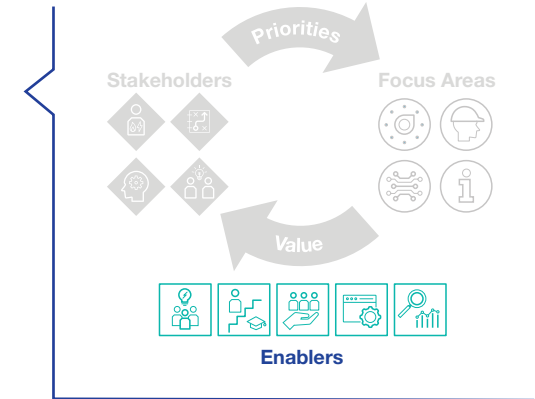 Priorities
Stakeholders
Focus Areas
Value
Enablers